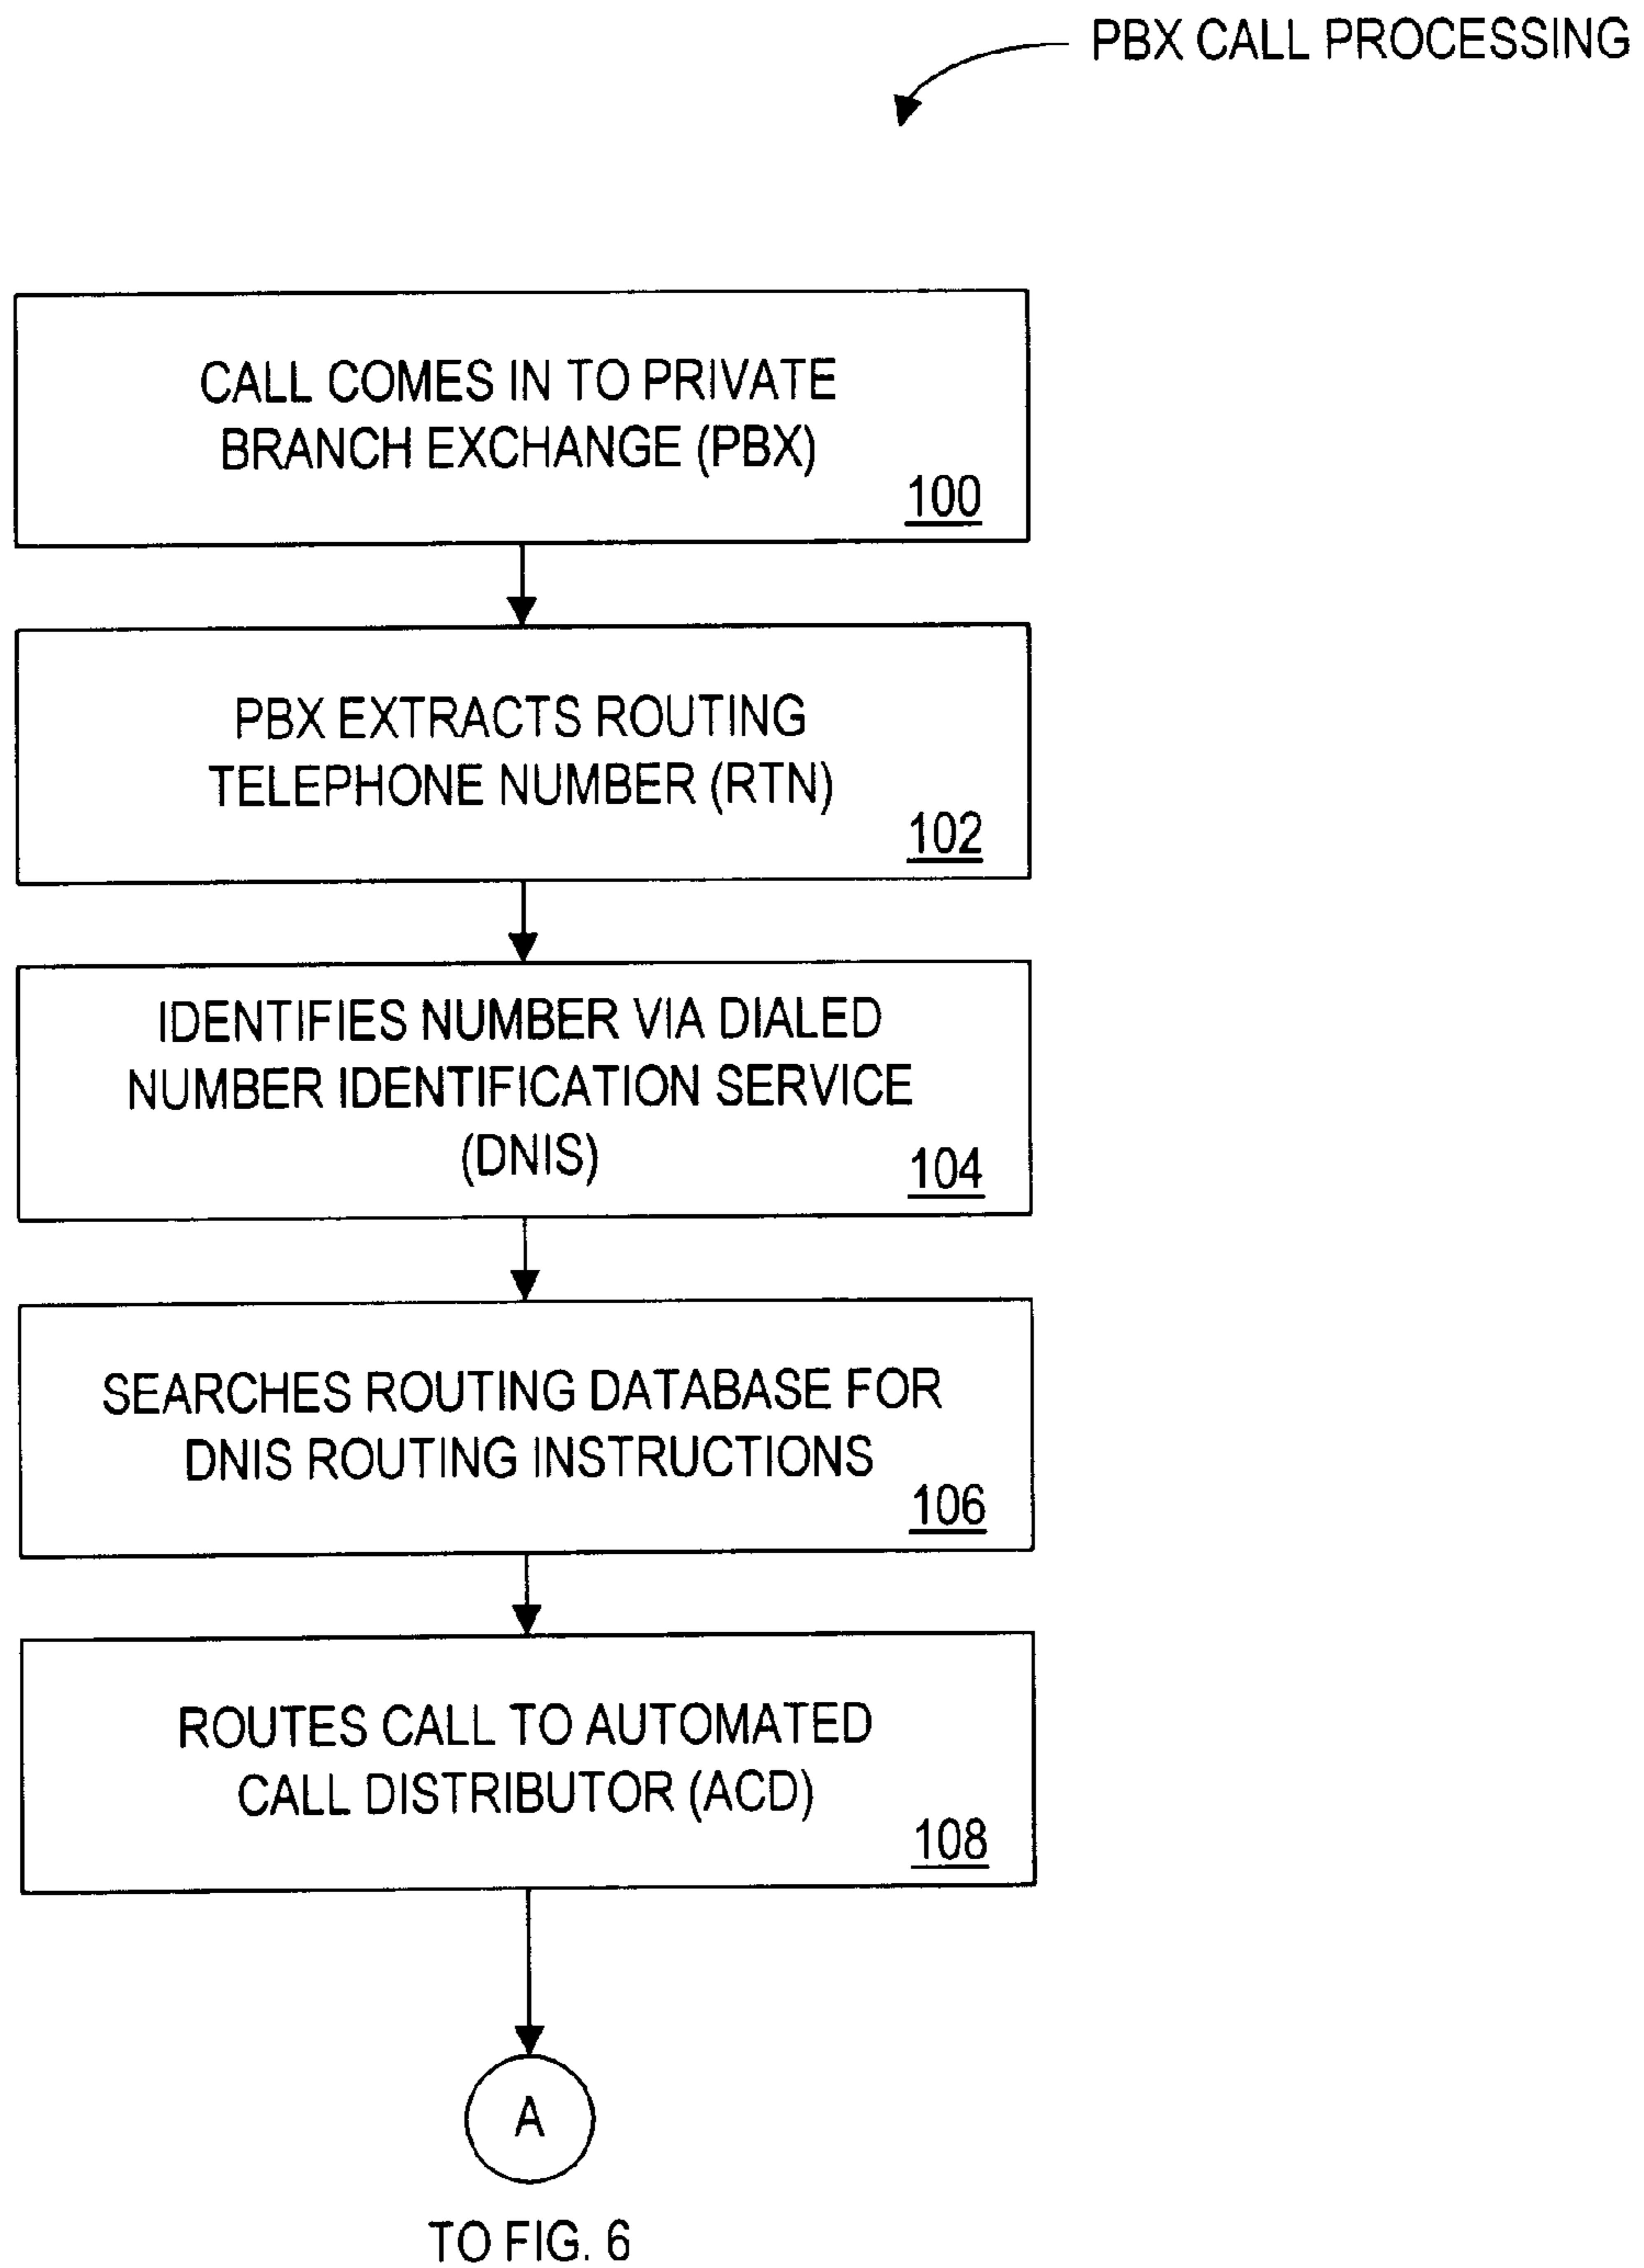 PBX CALL PROCESSING
CALL COMES IN TO PRIVATE
BRANCH EXCHANGE (PBX)
100
PBX EXTRACTS ROUTING
TELEPHONE NUMBER (RTN)
102
IDENTIFIES NUMBER VIA DIALED
NUMBER IDENTIFICATION SERVICE
(DNIS)
104
SEARCHES ROUTING DATABASE FOR
DNIS ROUTING INSTRUCTIONS
106
ROUTES CALL TO AUTOMATED
CALL DISTRIBUTOR (ACD)
108
A
TO FIG. 6